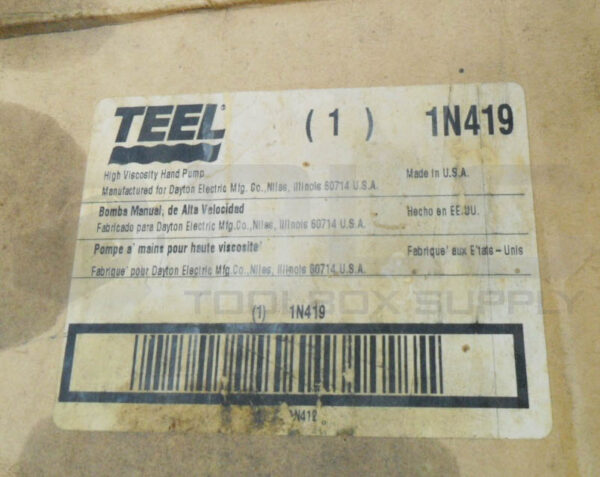 TEEL ( 1 ) 1N419
High Viscosity Hand Pump Made in U.S.A.
Manufactured for Dayton Electric Mfg. Co., Niles, Illinois 60714 U.S.A.
Bomba Manual, de Alta Velocidad Hecho en EE.UU.
Fabricado para Dayton Electric Mfg.Co., Niles, Illinois 60714 U.S.A.
Pompe a' mains pour haute viscosite' Fabrique' aux E'tats - Unis
Fabrique' pour Dayton Electric Mfg.Co., Niles, Illinois 60714 U.S.A.
TOOLBOX SUPPLY
(1) 1N419
1N412